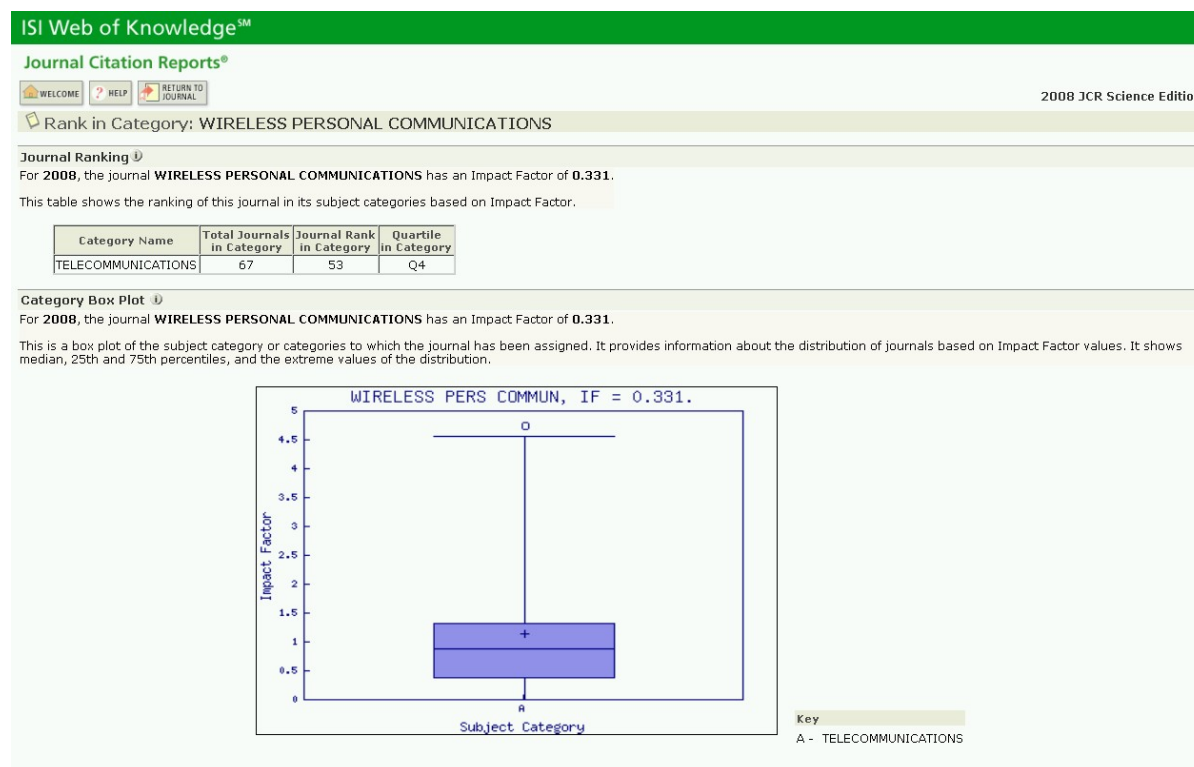 ISI Web of Knowledge℠
Journal Citation Reports®
WELCOME ? HELP RETURN TO JOURNAL
2008 JCR Science Editio
Rank in Category: WIRELESS PERSONAL COMMUNICATIONS
Journal Ranking
For 2008, the journal WIRELESS PERSONAL COMMUNICATIONS has an Impact Factor of 0.331.
This table shows the ranking of this journal in its subject categories based on Impact Factor.
Category Name Total Journals in Category Journal Rank in Category Quartile in Category
TELECOMMUNICATIONS 67 53 Q4
Category Box Plot
For 2008, the journal WIRELESS PERSONAL COMMUNICATIONS has an Impact Factor of 0.331.
This is a box plot of the subject category or categories to which the journal has been assigned. It provides information about the distribution of journals based on Impact Factor values. It shows
median, 25th and 75th percentiles, and the extreme values of the distribution.
WIRELESS PERS COMMUN, IF = 0.331.
5
4.5
4
3.5
3
2.5
2
1.5
1
0.5
0
Impact Factor
A
Subject Category
Key
A - TELECOMMUNICATIONS